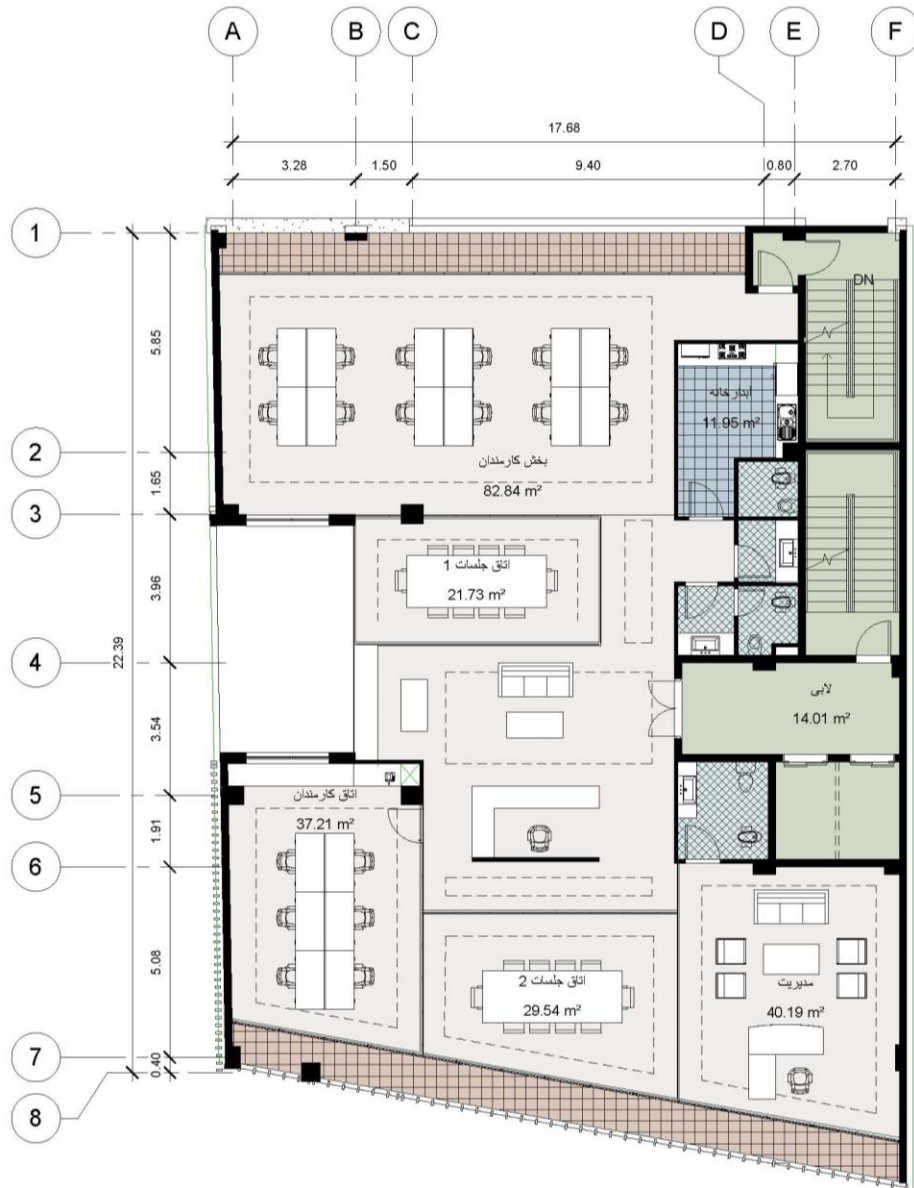 A
B
C
D
E
F
17.68
3.28
1.50
9.40
0.80
2.70
1
2
3
4
5
6
7
8
22.39
5.85
1.65
3.96
3.54
1.91
5.08
0.40
DN
آبدارخانه
11.95 m²
بخش کارمندان
82.84 m²
اتاق جلسات 1
21.73 m²
لابی
14.01 m²
اتاق کارمندان
37.21 m²
اتاق جلسات 2
29.54 m²
مدیریت
40.19 m²